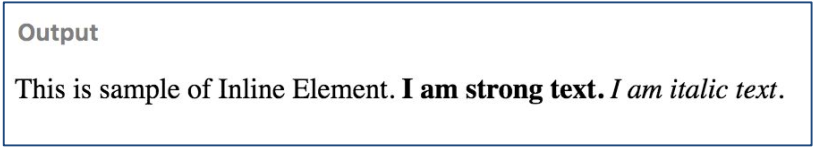 Output
This is sample of Inline Element. I am strong text. I am italic text.